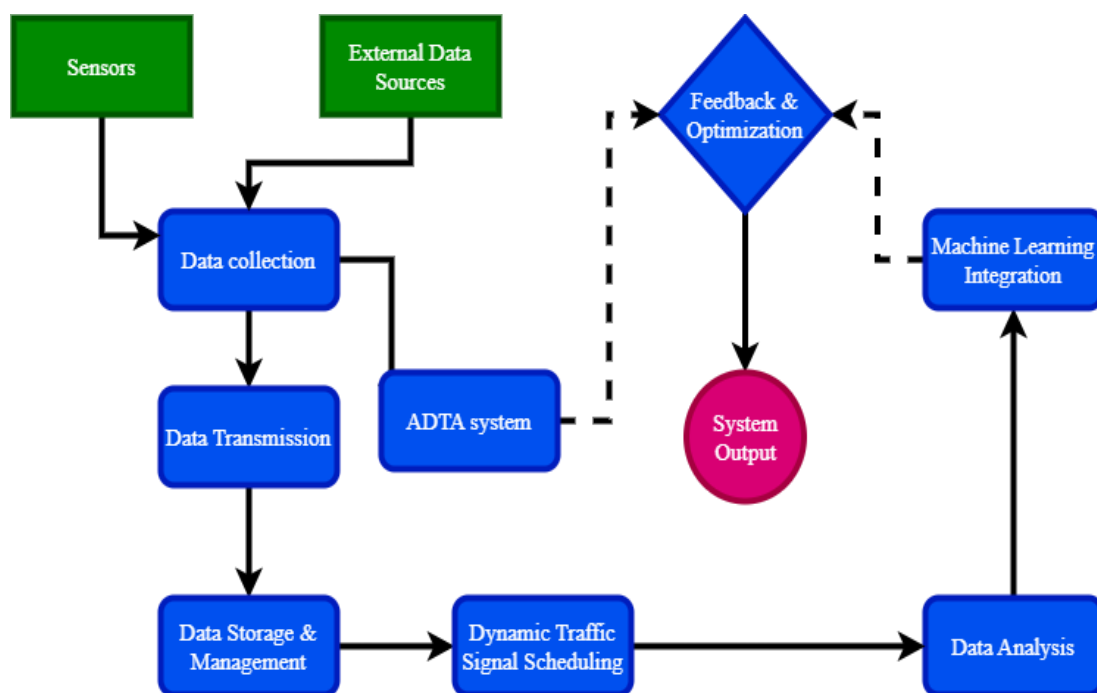 Sensors
External Data
Sources
Feedback &
Optimization
Data collection
Machine Learning
Integration
Data Transmission
ADTA system
System
Output
Data Storage &
Management
Dynamic Traffic
Signal Scheduling
Data Analysis